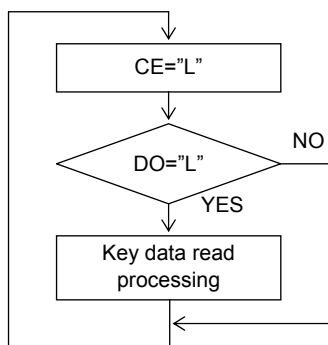 CE=”L”
NO
DO=”L”
YES
Key data read
processing